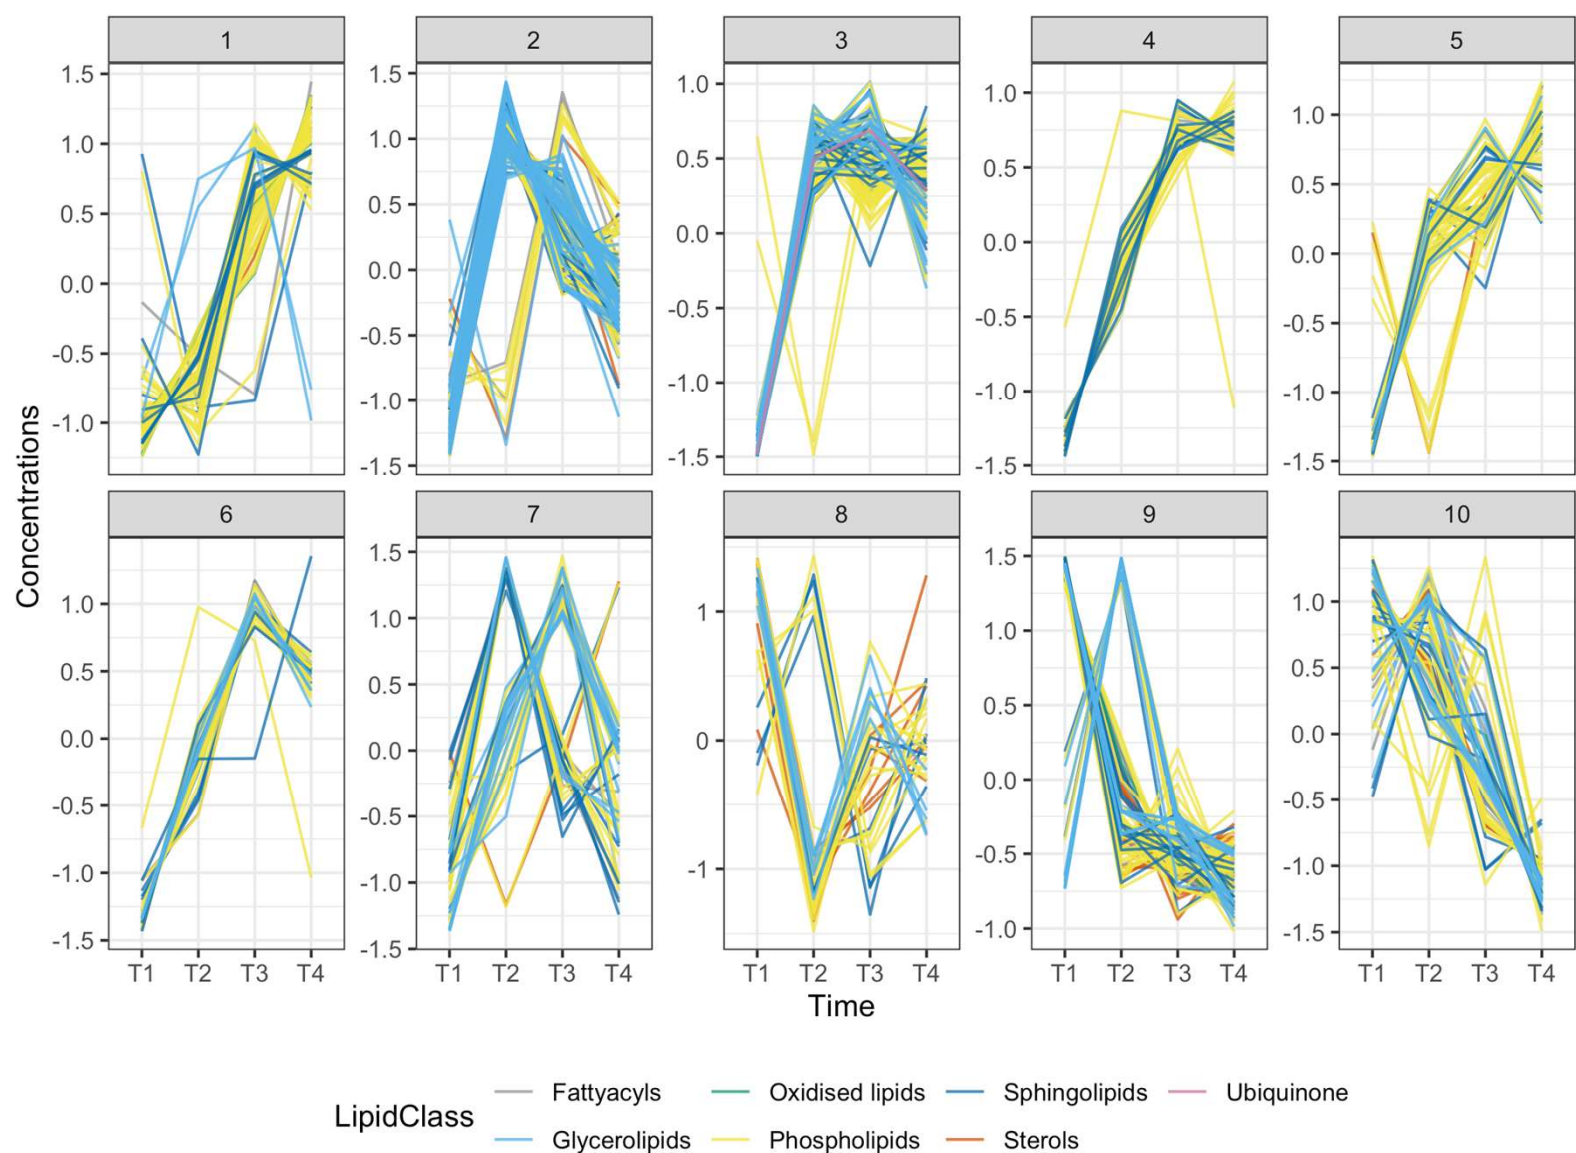 1 2 3 4 5
1.5 1.5 1.0 1.0 1.0
1.0 1.0 0.5 0.5 0.5
0.5 0.5 0.0 0.0 0.0
0.0 0.0 -0.5 -0.5 -0.5
-0.5 -0.5 -1.0 -1.0 -1.0
-1.0 -1.0 -1.5 -1.5 -1.5
-1.5
Concentrations
6 7 8 9 10
1.0 1.5 1 1.5 1.0
0.5 1.0 0 1.0 0.5
0.0 0.5 -1 0.5 0.0
-0.5 0.0 0.0 -0.5
-1.0 -0.5 -0.5 -1.0
-1.5 -1.0 -1.0 -1.5
-1.5
T1 T2 T3 T4 T1 T2 T3 T4 T1 T2 T3 T4 T1 T2 T3 T4 T1 T2 T3 T4
Time
LipidClass
Fattyacyls Oxidised lipids Sphingolipids Ubiquinone
Glycerolipids Phospholipids Sterols